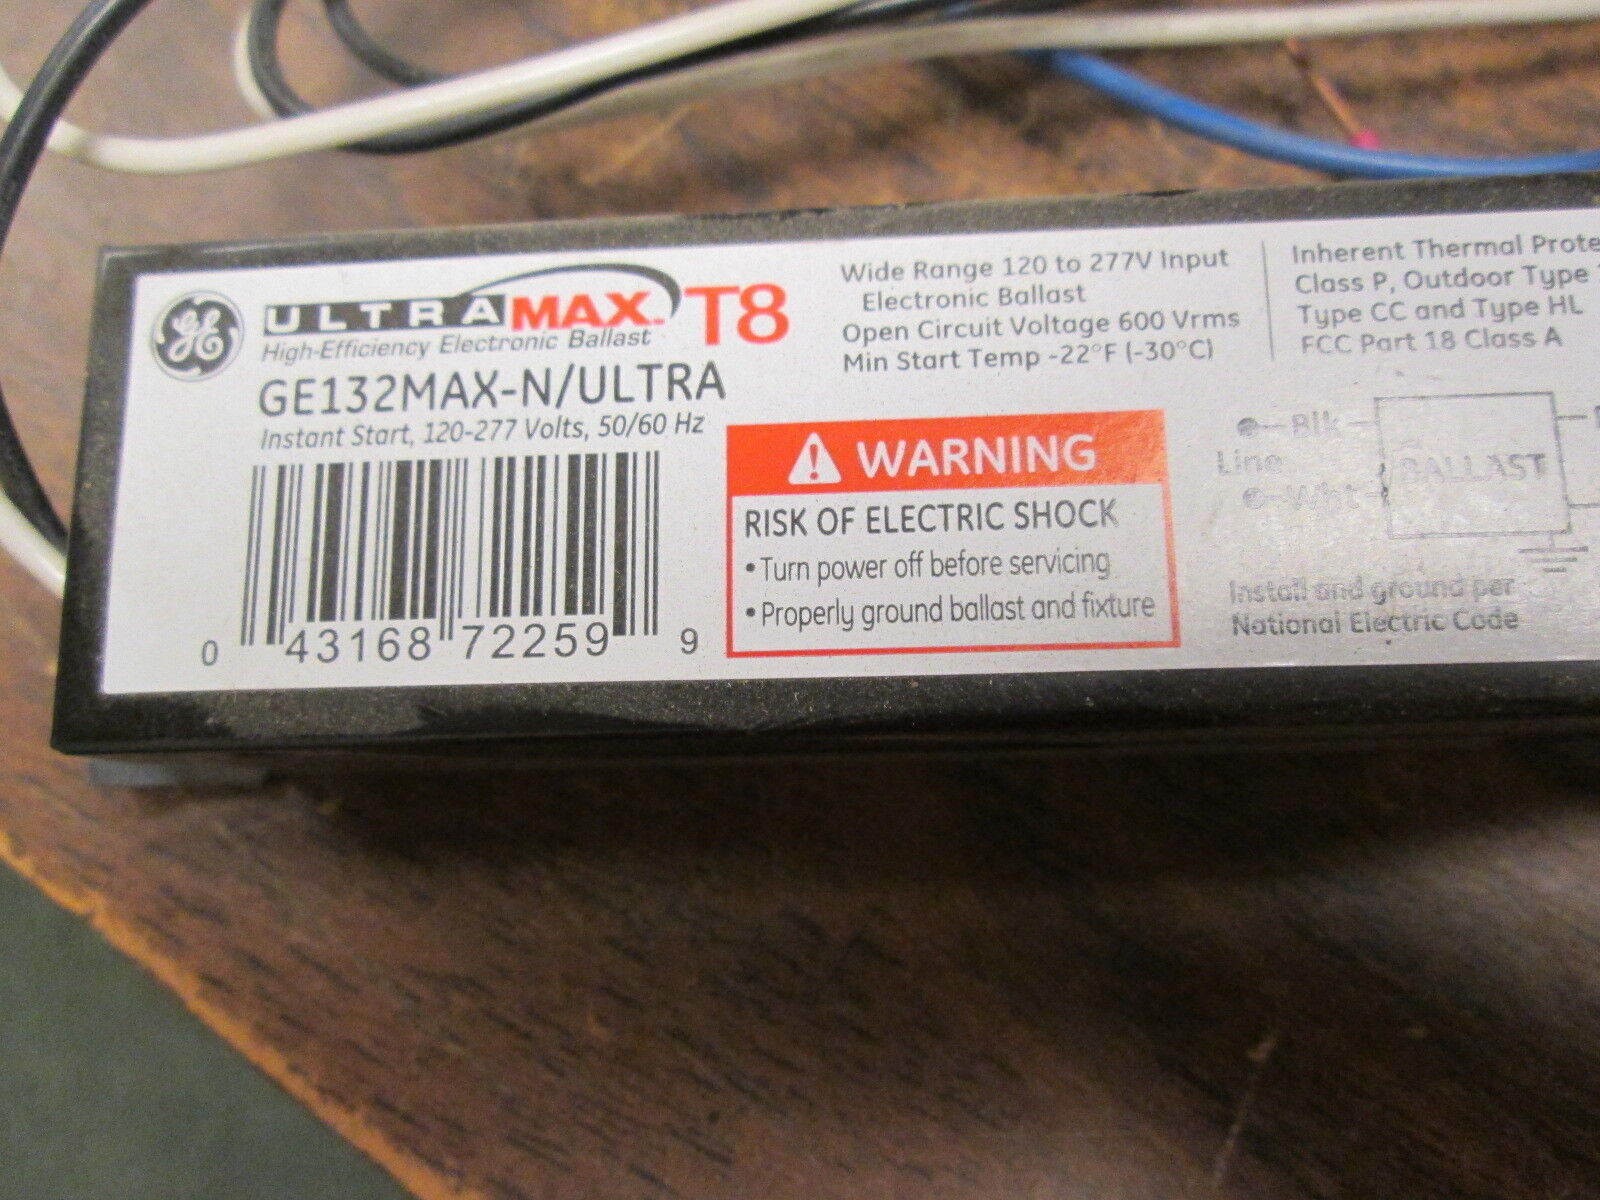 GE
ULTRAMAX T8
High-Efficiency Electronic Ballast
GE132MAX-N/ULTRA
Instant Start, 120-277 Volts, 50/60 Hz
0 43168 72259 9
Wide Range 120 to 277V Input
Electronic Ballast
Open Circuit Voltage 600 Vrms
Min Start Temp -22°F (-30°C)
WARNING
RISK OF ELECTRIC SHOCK
• Turn power off before servicing
• Properly ground ballast and fixture
Inherent Thermal
Class P, Outdoor Type
Type CC and Type HL
FCC Part 18 Class A
Blk
Line
Wht
BALLAST
Install and ground per
National Electric Code